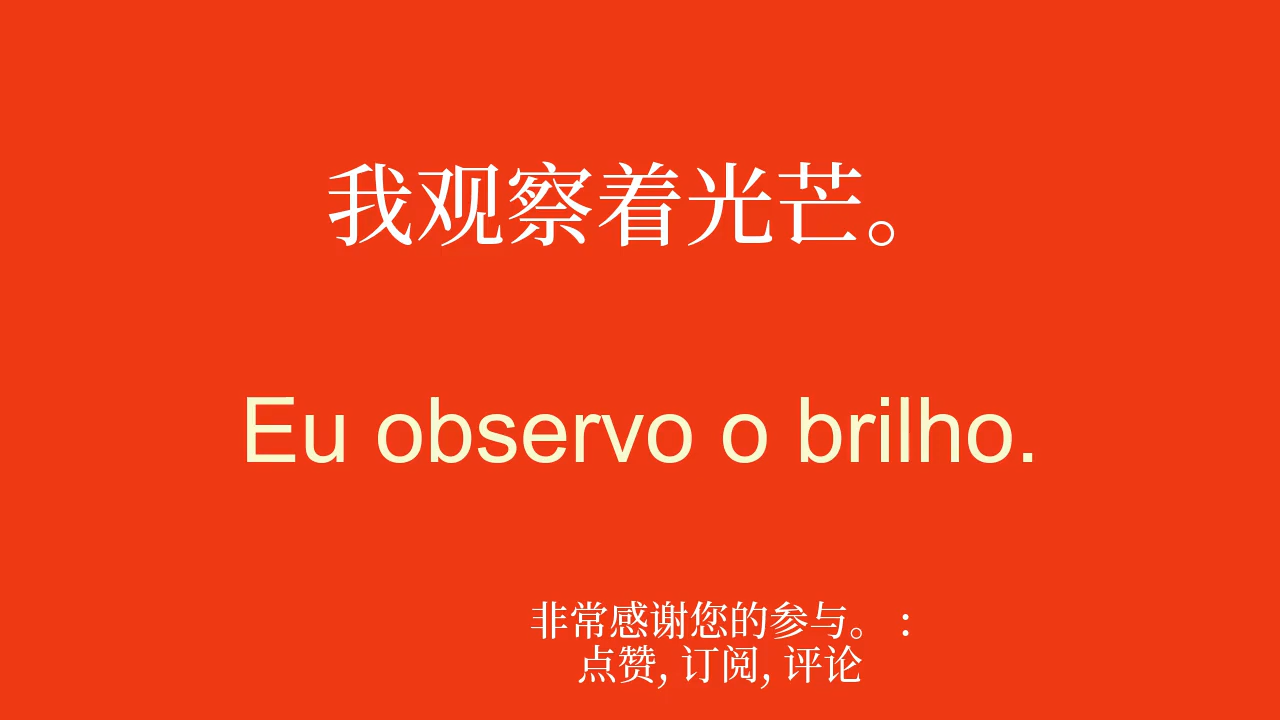 我观察着光芒。
Eu observo o brilho.
非常感谢您的参与。 :
点赞, 订阅, 评论